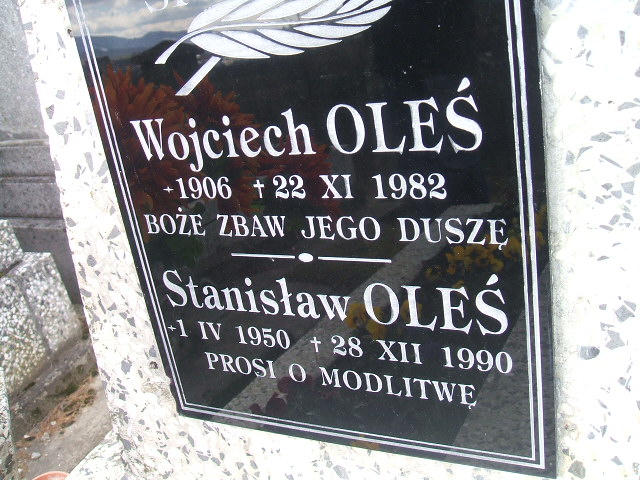 Wojciech OLEŚ
+1906 †22 XI 1982
BOŻE ZBAW JEGO DUSZĘ
Stanisław OLEŚ
+1 IV 1950 †28 XII 1990
PROSI O MODLITWĘ